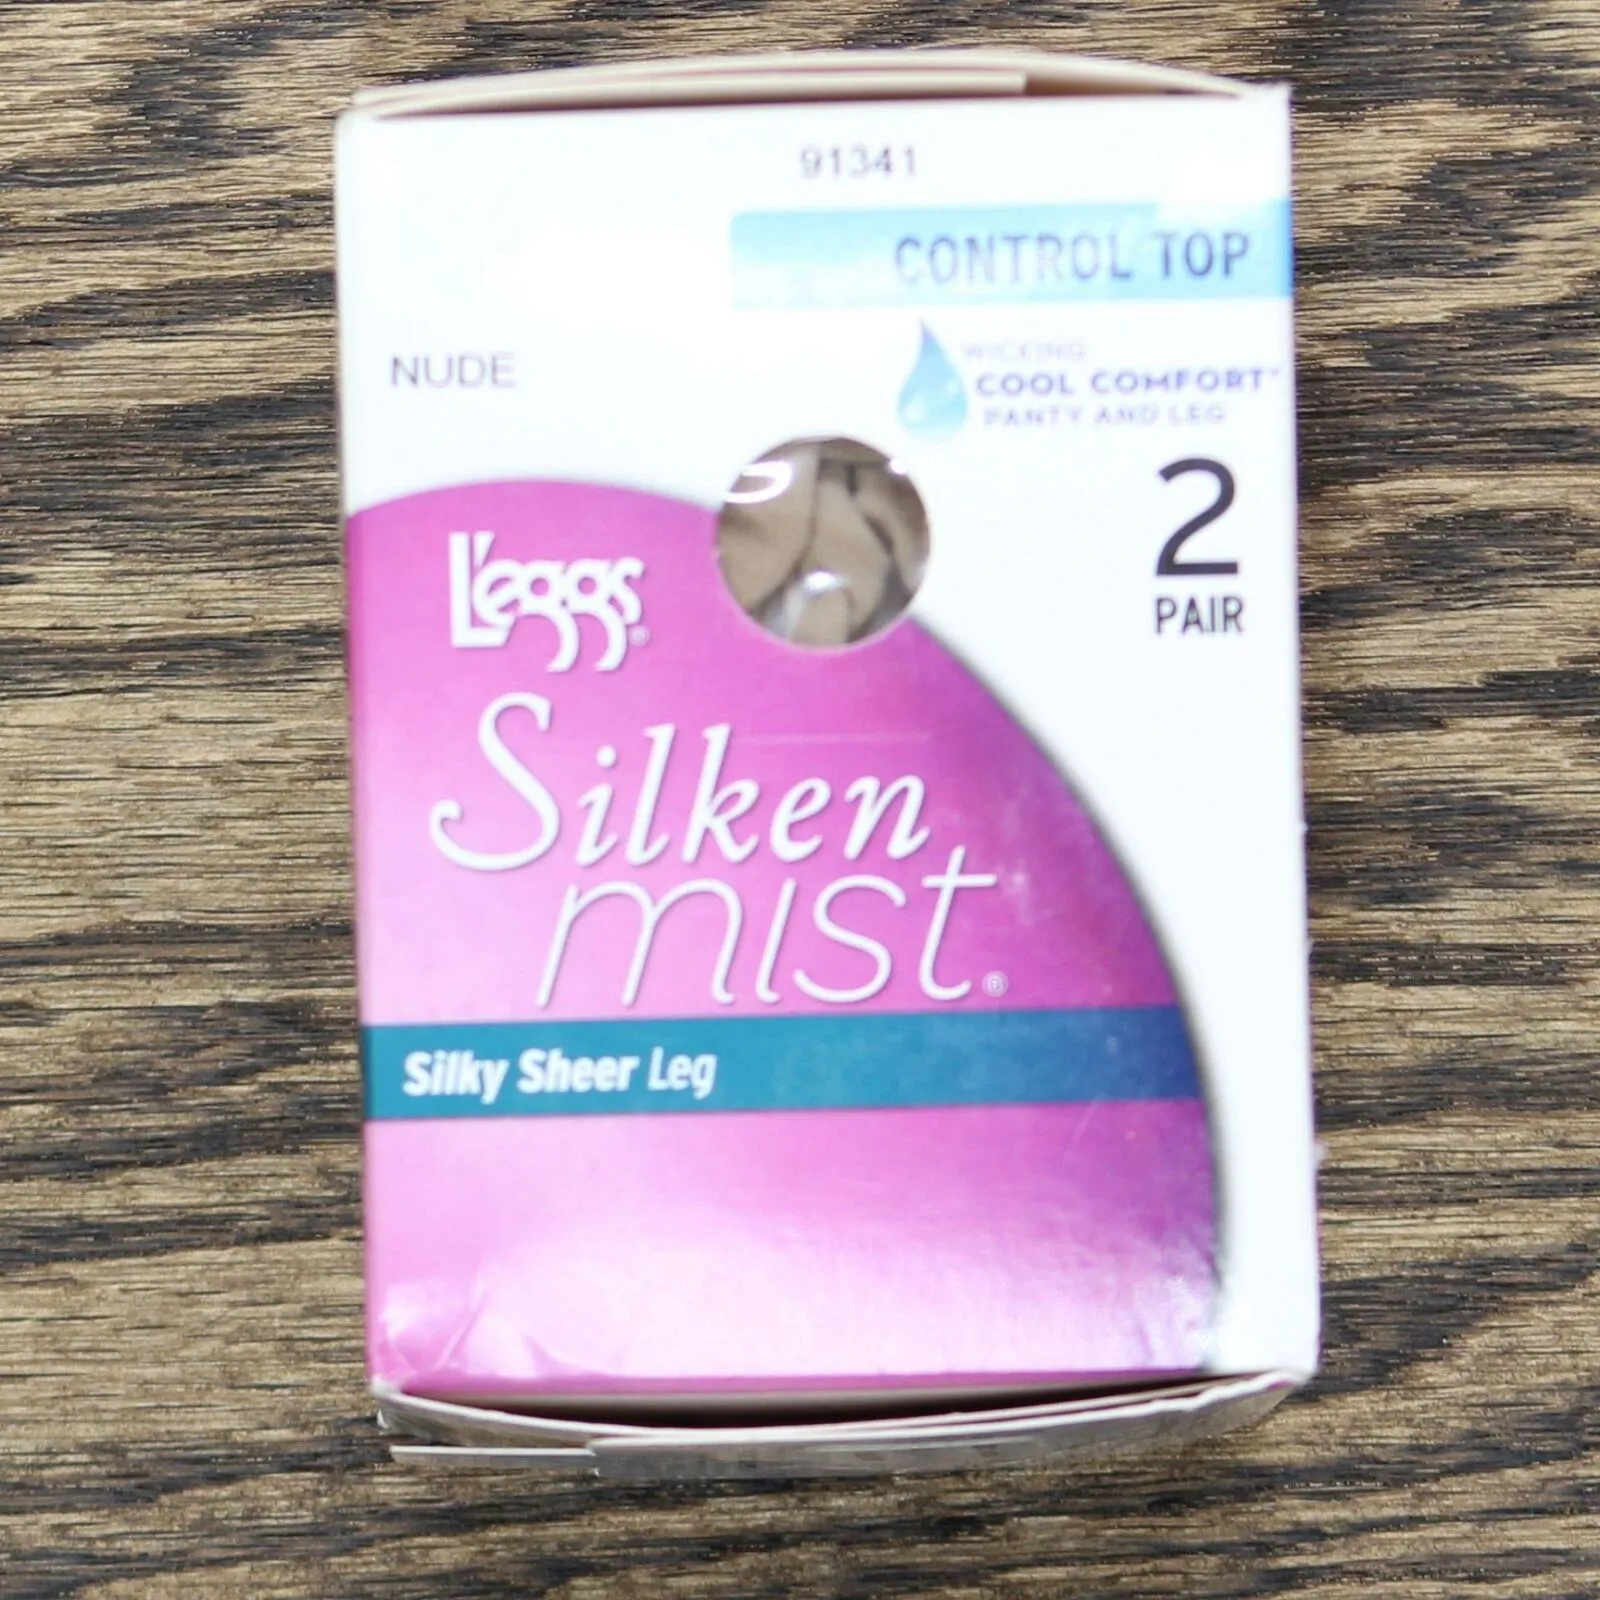 91341
CONTROL TOP
WICKING
COOL COMFORT
PANTY AND LEG
NUDE
2
PAIR
L'eggs®
Silken
mist®
Silky Sheer Leg